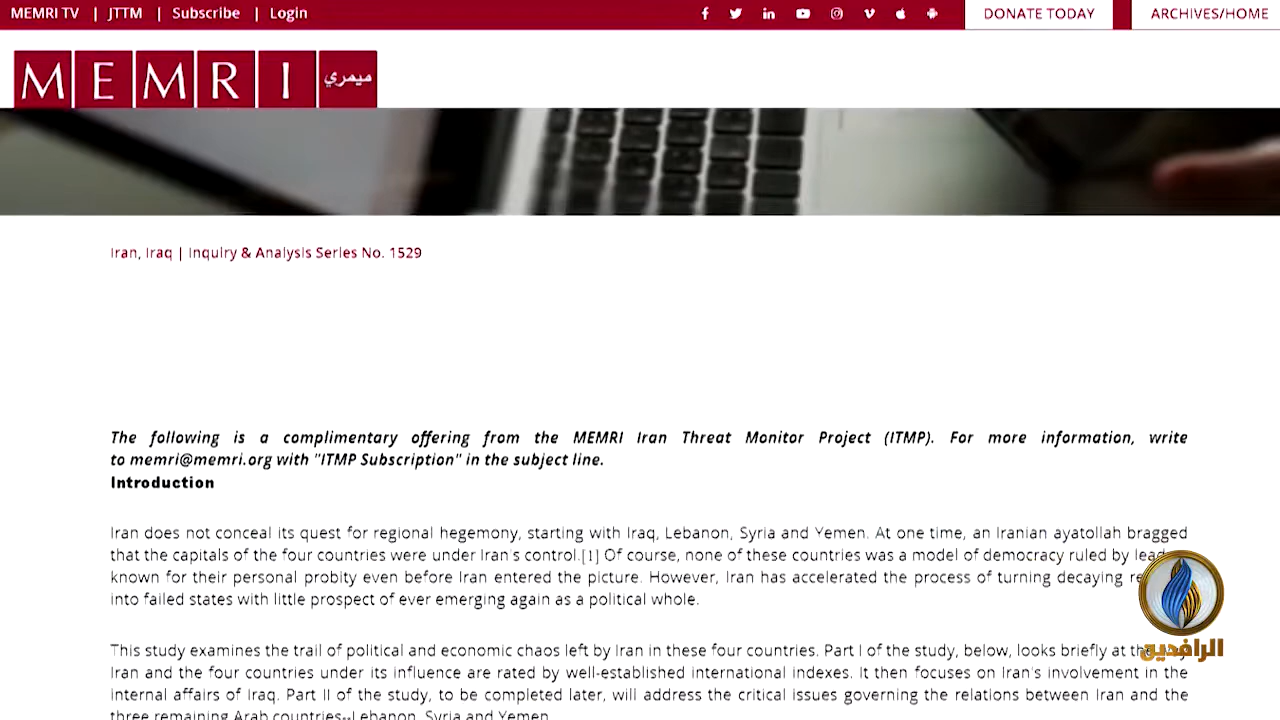 MEMRI TV | JTTM | Subscribe | Login DONATE TODAY ARCHIVES/HOME
MEMRI ميمري
Iran, Iraq | Inquiry & Analysis Series No. 1529
The following is a complimentary offering from the MEMRI Iran Threat Monitor Project (ITMP). For more information, write
to memri@memri.org with "ITMP Subscription" in the subject line.
Introduction
Iran does not conceal its quest for regional hegemony, starting with Iraq, Lebanon, Syria and Yemen. At one time, an Iranian ayatollah bragged
that the capitals of the four countries were under Iran's control.[1] Of course, none of these countries was a model of democracy ruled by
known for their personal probity even before Iran entered the picture. However, Iran has accelerated the process of turning decaying
into failed states with little prospect of ever emerging again as a political whole.
This study examines the trail of political and economic chaos left by Iran in these four countries. Part I of the study, below, looks briefly at
Iran and the four countries under its influence are rated by well-established international indexes. It then focuses on Iran's involvement in the
internal affairs of Iraq. Part II of the study, to be completed later, will address the critical issues governing the relations between Iran and the
three remaining Arab countries--Lebanon, Syria and Yemen.
الرافدين